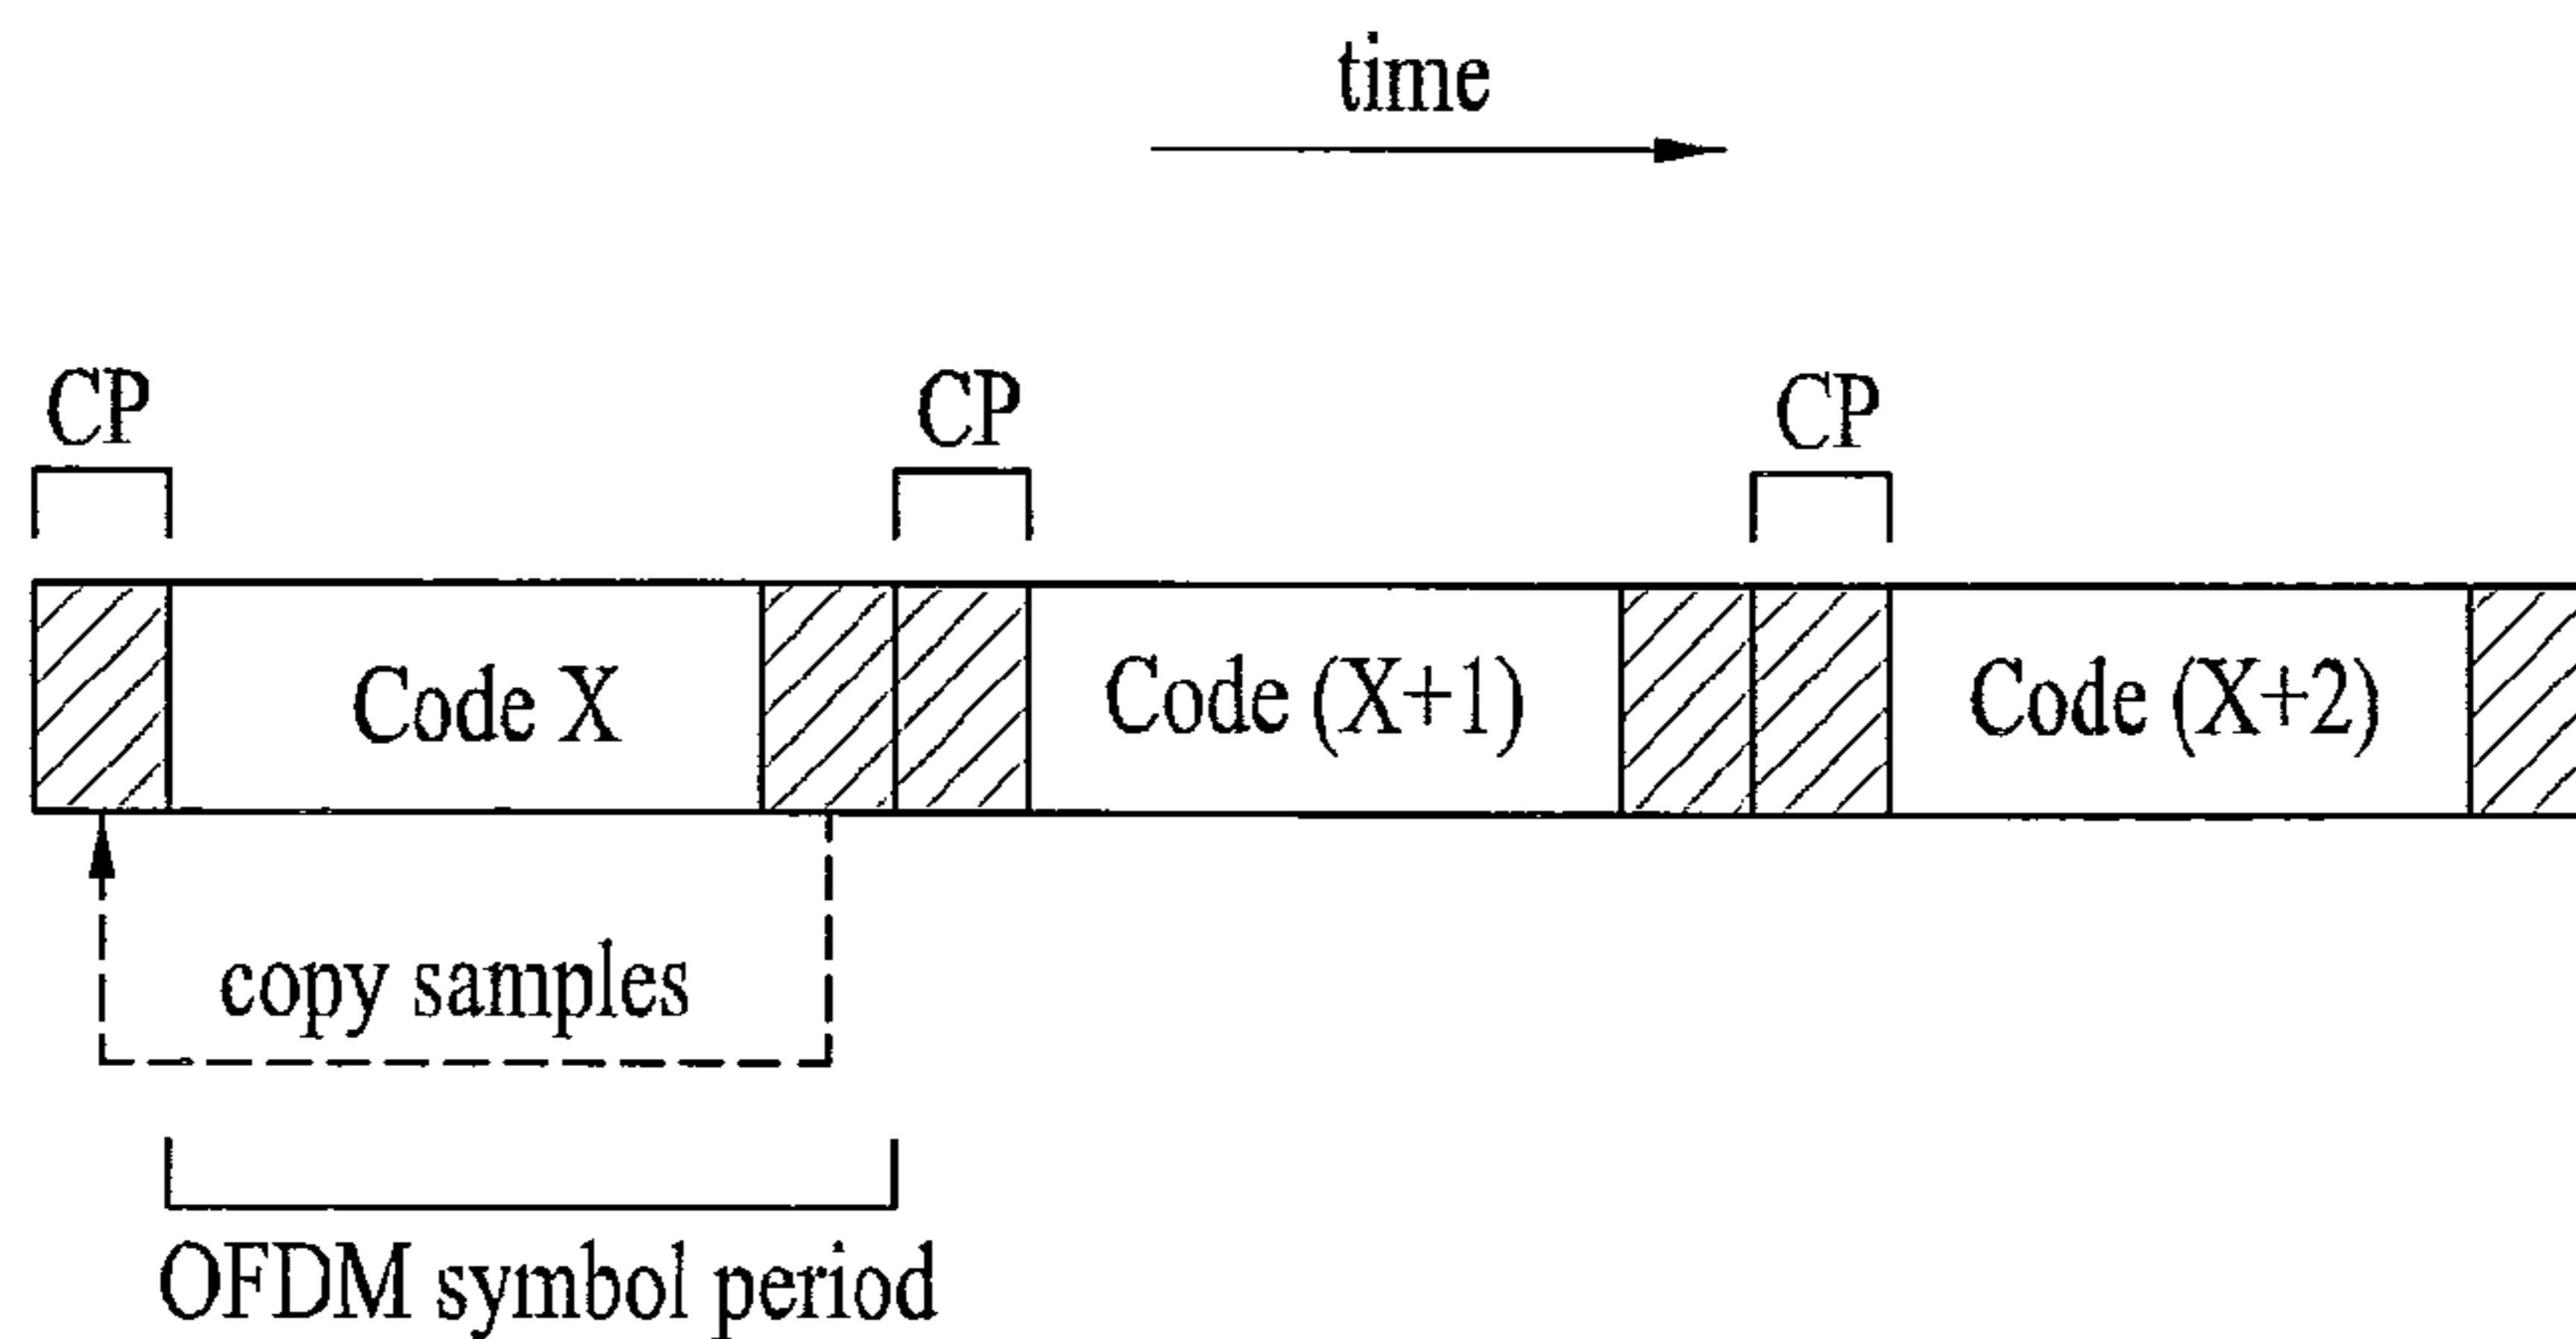 time
CP CP CP
Code X Code (X+1) Code (X+2)
copy samples
OFDM symbol period